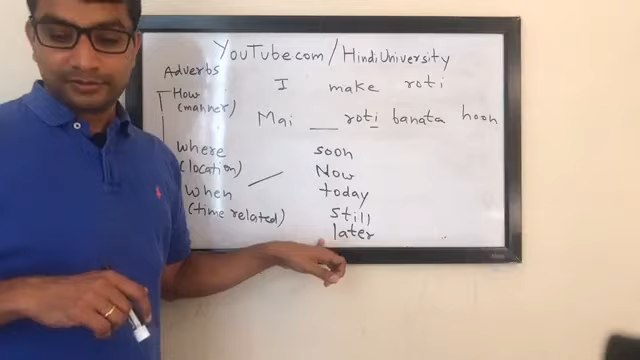 YouTube.com/HindiUniversity
Adverbs
I make roti
How
(manner)
Mai ___ roti banata hoon
where
(location)
when
(time related)
soon
Now
today
still
later